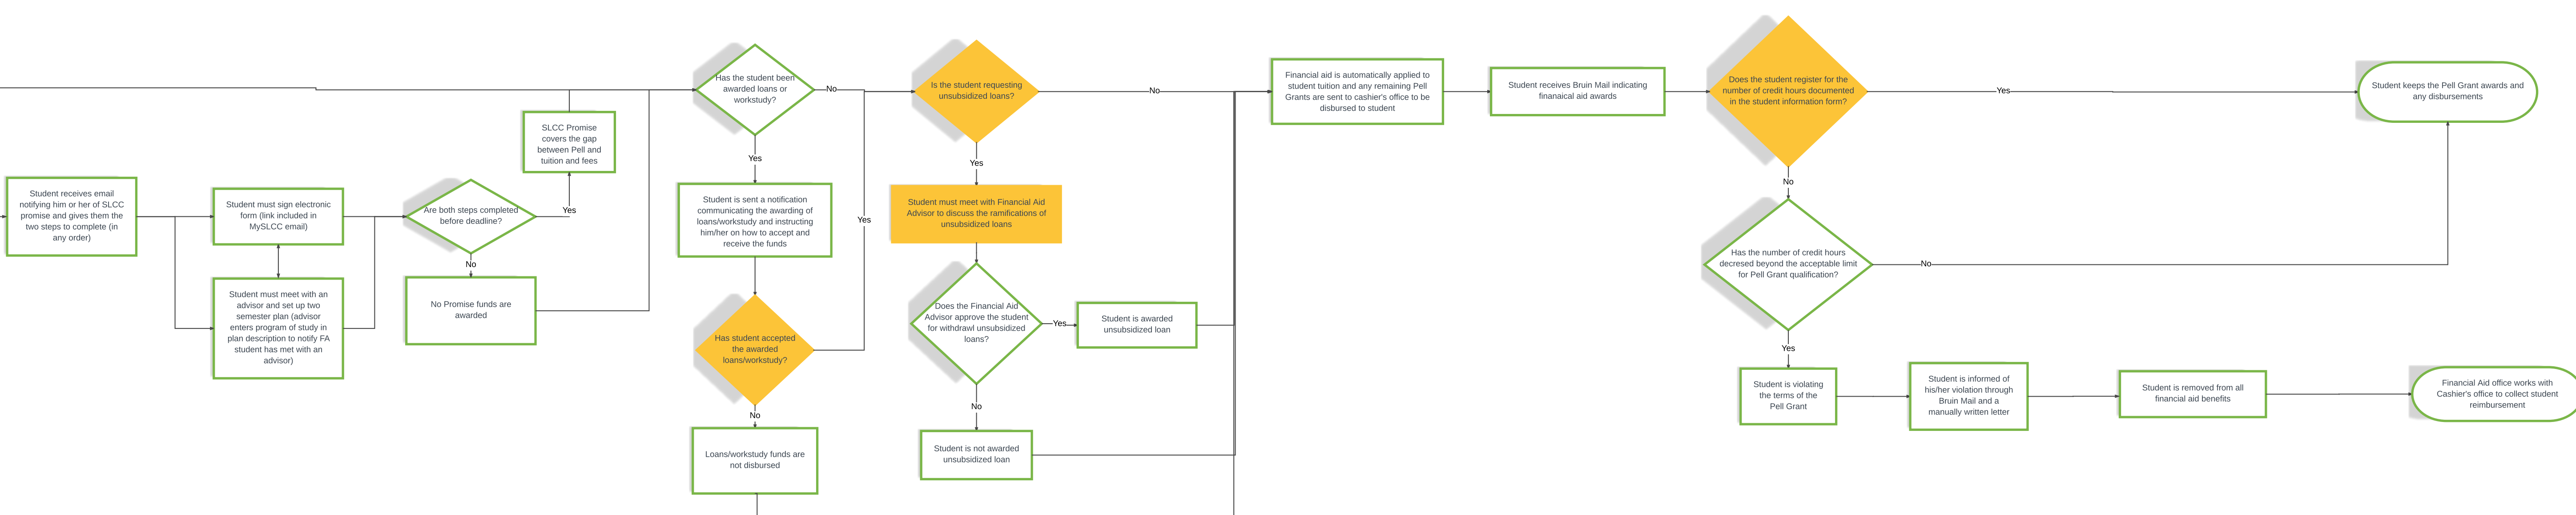 Student receives email
notifying him or her of SLCC
promise and gives them the
two steps to complete (in
any order)
Student must sign electronic
form (link included in
MySLCC email)
Student must meet with an
advisor and set up two
semester plan (advisor
enters program of study in
plan description to notify FA
student has met with an
advisor)
Are both steps completed
before deadline?
Yes
No
SLCC Promise
covers the gap
between Pell and
tuition and fees
No Promise funds are
awarded
Has the student been
awarded loans or
workstudy?
No
Yes
Student is sent a notification
communicating the awarding of
loans/workstudy and instructing
him/her on how to accept and
receive the funds
Has student accepted
the awarded
loans/workstudy?
Yes
No
Loans/workstudy funds are
not disbursed
Is the student requesting
unsubsidized loans?
No
Yes
Student must meet with Financial Aid
Advisor to discuss the ramifications of
unsubsidized loans
Does the Financial Aid
Advisor approve the student
for withdrawl unsubsidized
loans?
Yes
No
Student is awarded
unsubsidized loan
Student is not awarded
unsubsidized loan
Financial aid is automatically applied to
student tuition and any remaining Pell
Grants are sent to cashier's office to be
disbursed to student
Student receives Bruin Mail indicating
finanaical aid awards
Does the student register for the
number of credit hours documented
in the student information form?
Yes
No
Student keeps the Pell Grant awards and
any disbursements
Has the number of credit hours
decresed beyond the acceptable limit
for Pell Grant qualification?
No
Yes
Student is violating
the terms of the
Pell Grant
Student is informed of
his/her violation through
Bruin Mail and a
manually written letter
Student is removed from all
financial aid benefits
Financial Aid office works with
Cashier's office to collect student
reimbursement